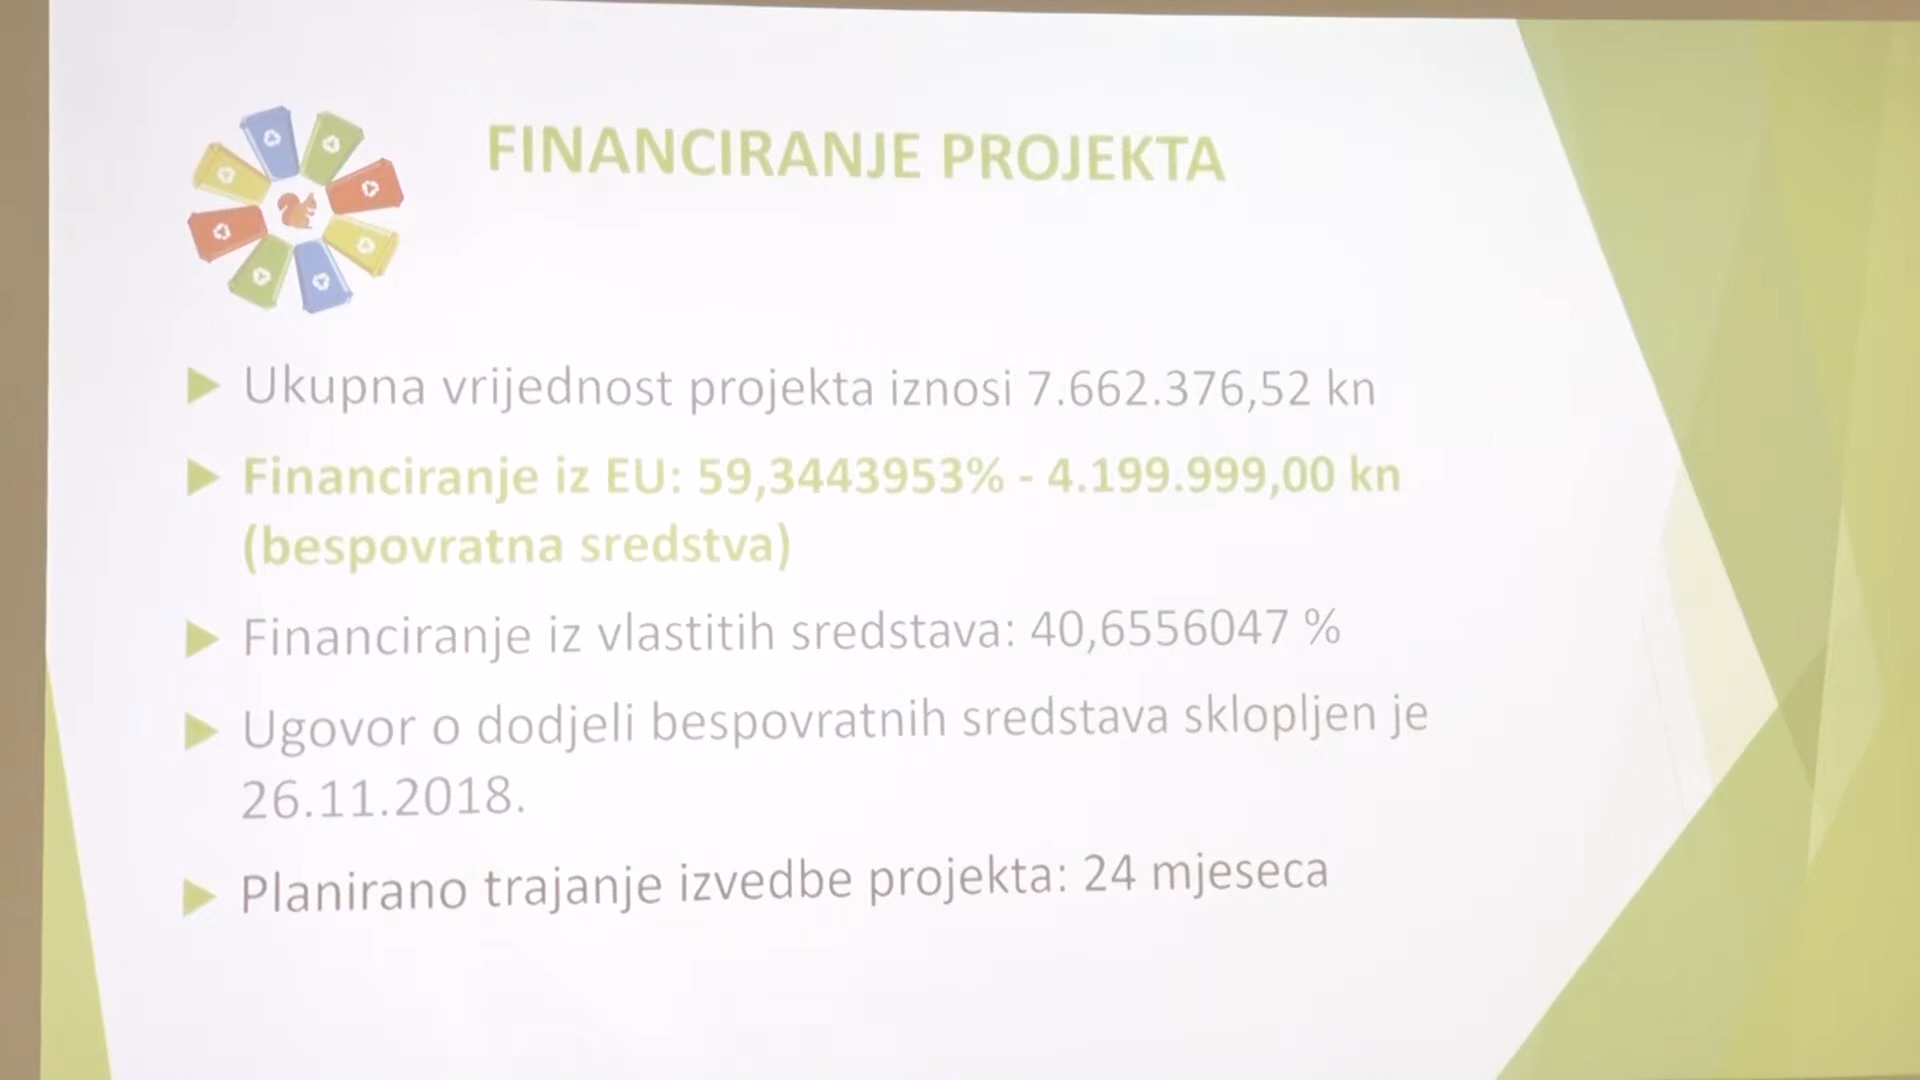 FINANCIRANJE PROJEKTA
Ukupna vrijednost projekta iznosi 7.662.376,52 kn
Financiranje iz EU: 59,3443953% - 4.199.999,00 kn
(bespovratna sredstva)
Financiranje iz vlastitih sredstava: 40,6556047 %
Ugovor o dodjeli bespovratnih sredstava sklopljen je
26.11.2018.
Planirano trajanje izvedbe projekta: 24 mjeseca